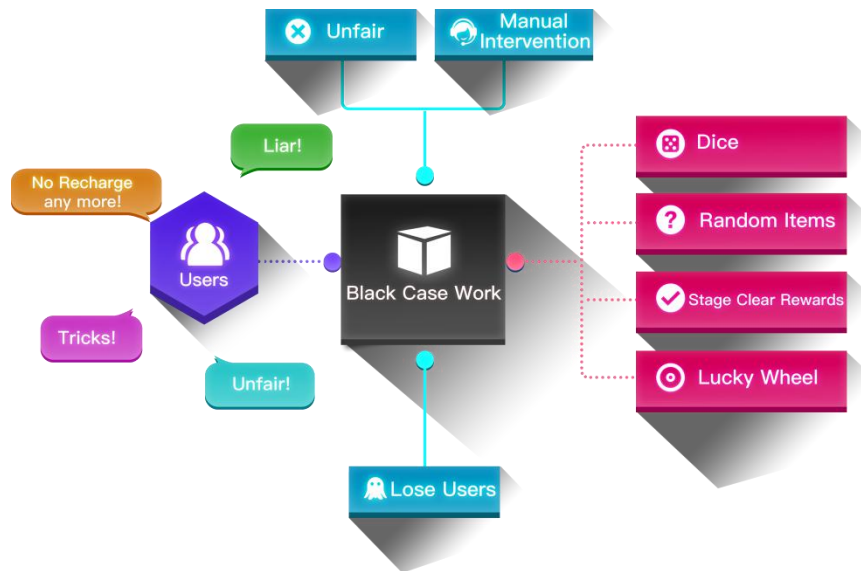 Unfair
Manual
Intervention
Liar!
No Recharge
any more!
Users
Tricks!
Unfair!
Black Case Work
Dice
Random Items
Stage Clear Rewards
Lucky Wheel
Lose Users